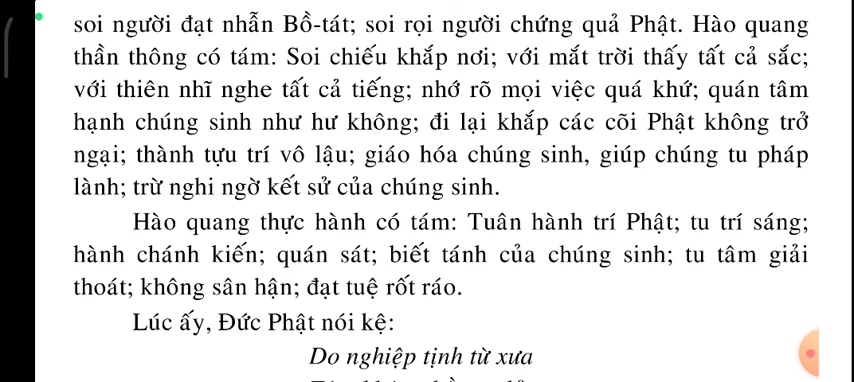 soi người đạt nhẫn Bồ-tát; soi rọi người chứng quả Phật. Hào quang
thần thông có tám: Soi chiếu khắp nơi; với mắt trời thấy tất cả sắc;
với thiên nhĩ nghe tất cả tiếng; nhớ rõ mọi việc quá khứ; quán tâm
hạnh chúng sinh như hư không; đi lại khắp các cõi Phật không trở
ngại; thành tựu trí vô lậu; giáo hóa chúng sinh, giúp chúng tu pháp
lành; trừ nghi ngờ kết sử của chúng sinh.
Hào quang thực hành có tám: Tuân hành trí Phật; tu trí sáng;
hành chánh kiến; quán sát; biết tánh của chúng sinh; tu tâm giải
thoát; không sân hận; đạt tuệ rốt ráo.
Lúc ấy, Đức Phật nói kệ:
Do nghiệp tịnh từ xưa